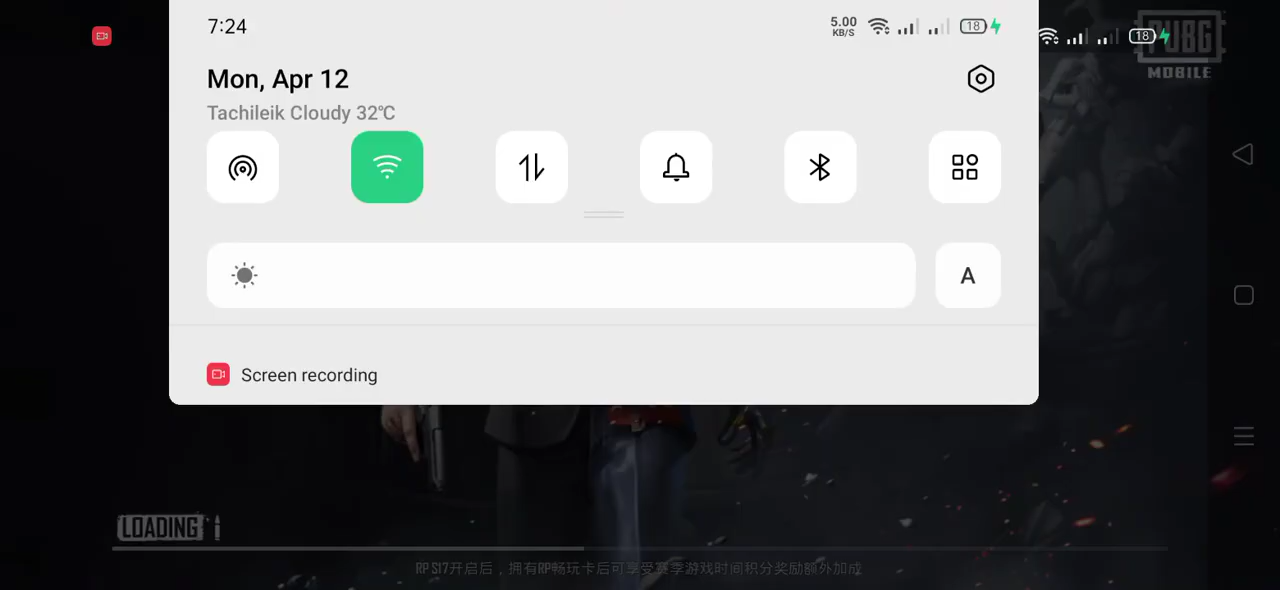 7:24
5.00
KB/S
18
18
PUBG
MOBILE
Mon, Apr 12
Tachileik Cloudy 32℃
A
Screen recording
LOADING
RP S17开启后，拥有RP畅玩卡后可享受赛季游戏时间积分奖励额外加成